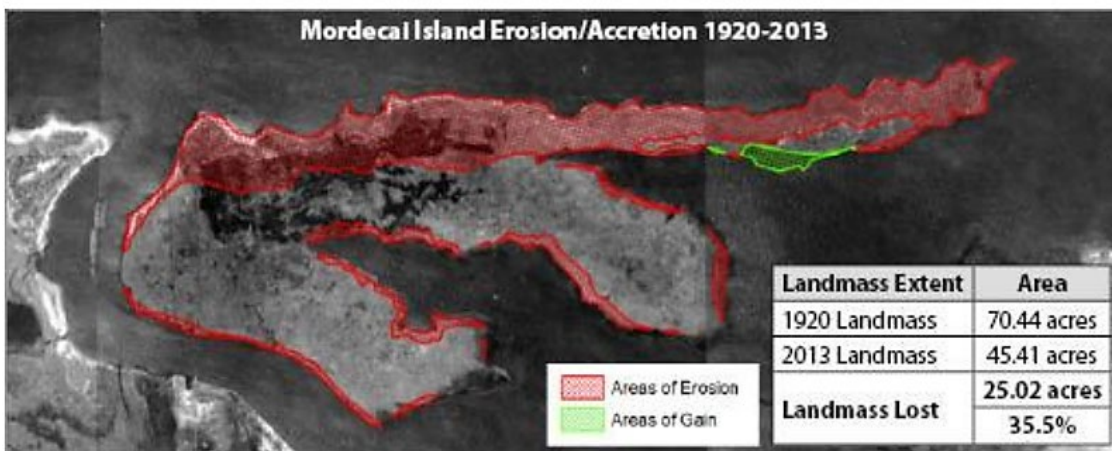 Mordecai Island Erosion/Accretion 1920-2013
Landmass Extent Area
1920 Landmass 70.44 acres
2013 Landmass 45.41 acres
Landmass Lost 25.02 acres
35.5%
Areas of Erosion
Areas of Gain